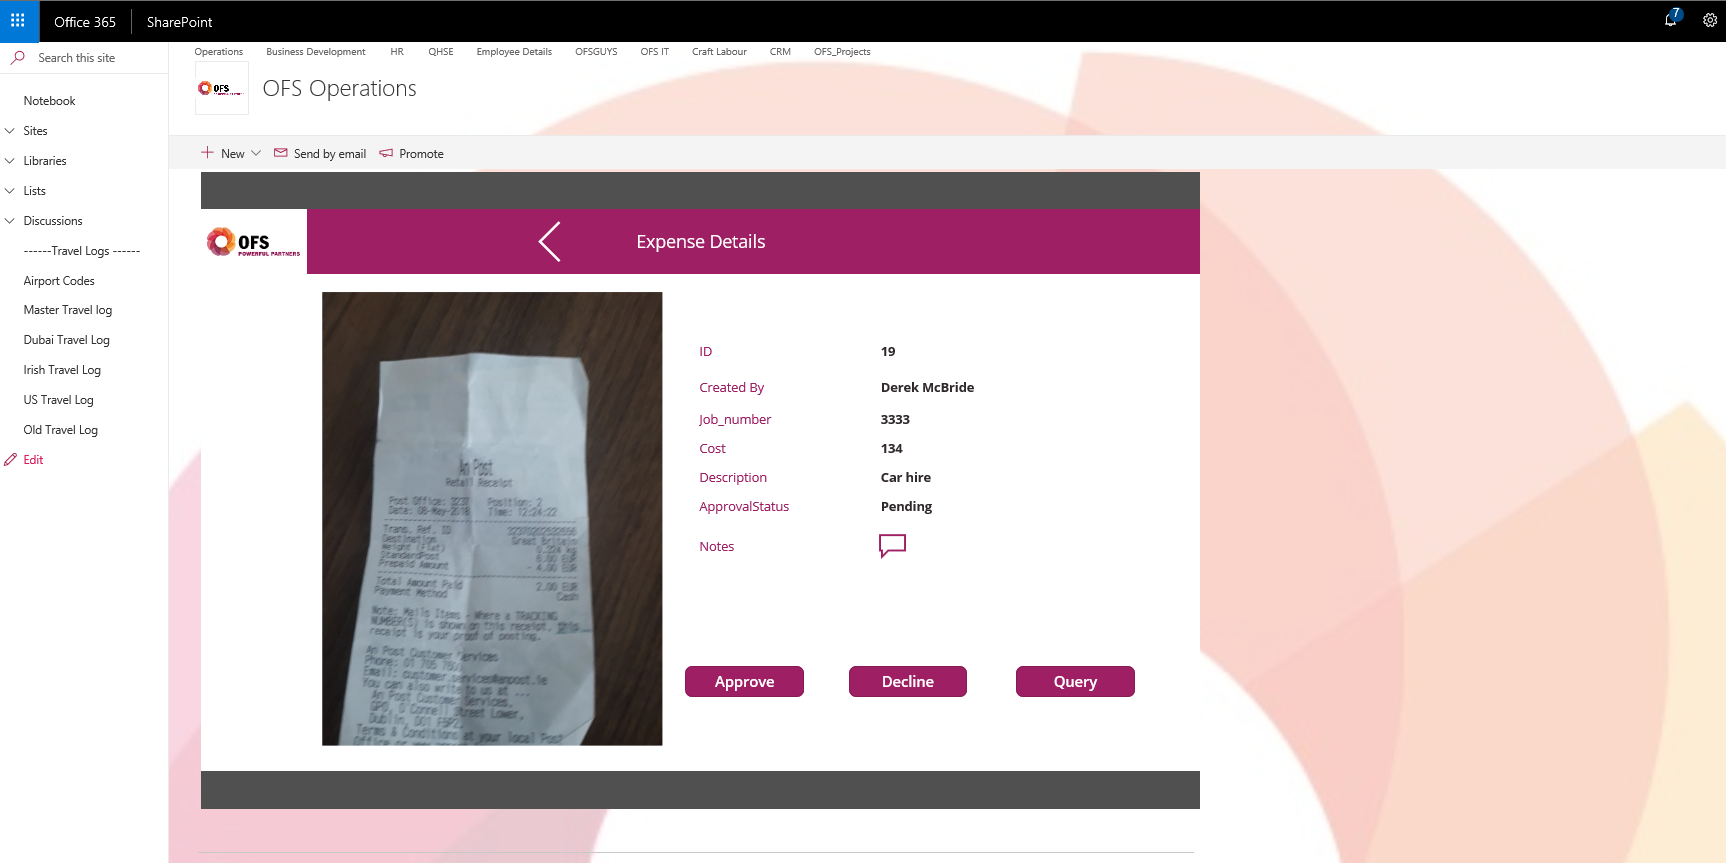 Office 365
SharePoint
7
Search this site
Operations
Business Development
HR
QHSE
Employee Details
OFSGUYS
OFS IT
Craft Labour
CRM
OFS_Projects
OFS
OFS Operations
Notebook
Sites
Libraries
Lists
Discussions
------Travel Logs ------
Airport Codes
Master Travel log
Dubai Travel Log
Irish Travel Log
US Travel Log
Old Travel Log
Edit
New
Send by email
Promote
OFS
POWERFUL PARTNERS
Expense Details
An Post
Retail Receipt
Post Office: 3237 Position: 2
Date: 08-May-2018 Time: 12:24:22
Trans. Ref. ID
Destination Great Britain
Weight (Flat) 0.224 kg
StandardPost 6.00 EUR
Prepaid Amount - 4.00 EUR
Total Amount Paid 2.00 EUR
Payment Method Cash
Note: Mails Items - Where a TRACKING
NUMBER(S) is shown on this receipt, this
receipt is your proof of posting.
An Post Customer Services
Phone: 01 705 7600
Email: customer.services@anpost.ie
You can also write to us at ...
An Post Customer Services,
GPO, O'Connell Street Lower,
Dublin, D01 F5P2.
Terms & Conditions at your local Post
ID 19
Created By Derek McBride
Job_number 3333
Cost 134
Description Car hire
ApprovalStatus Pending
Notes
Approve
Decline
Query